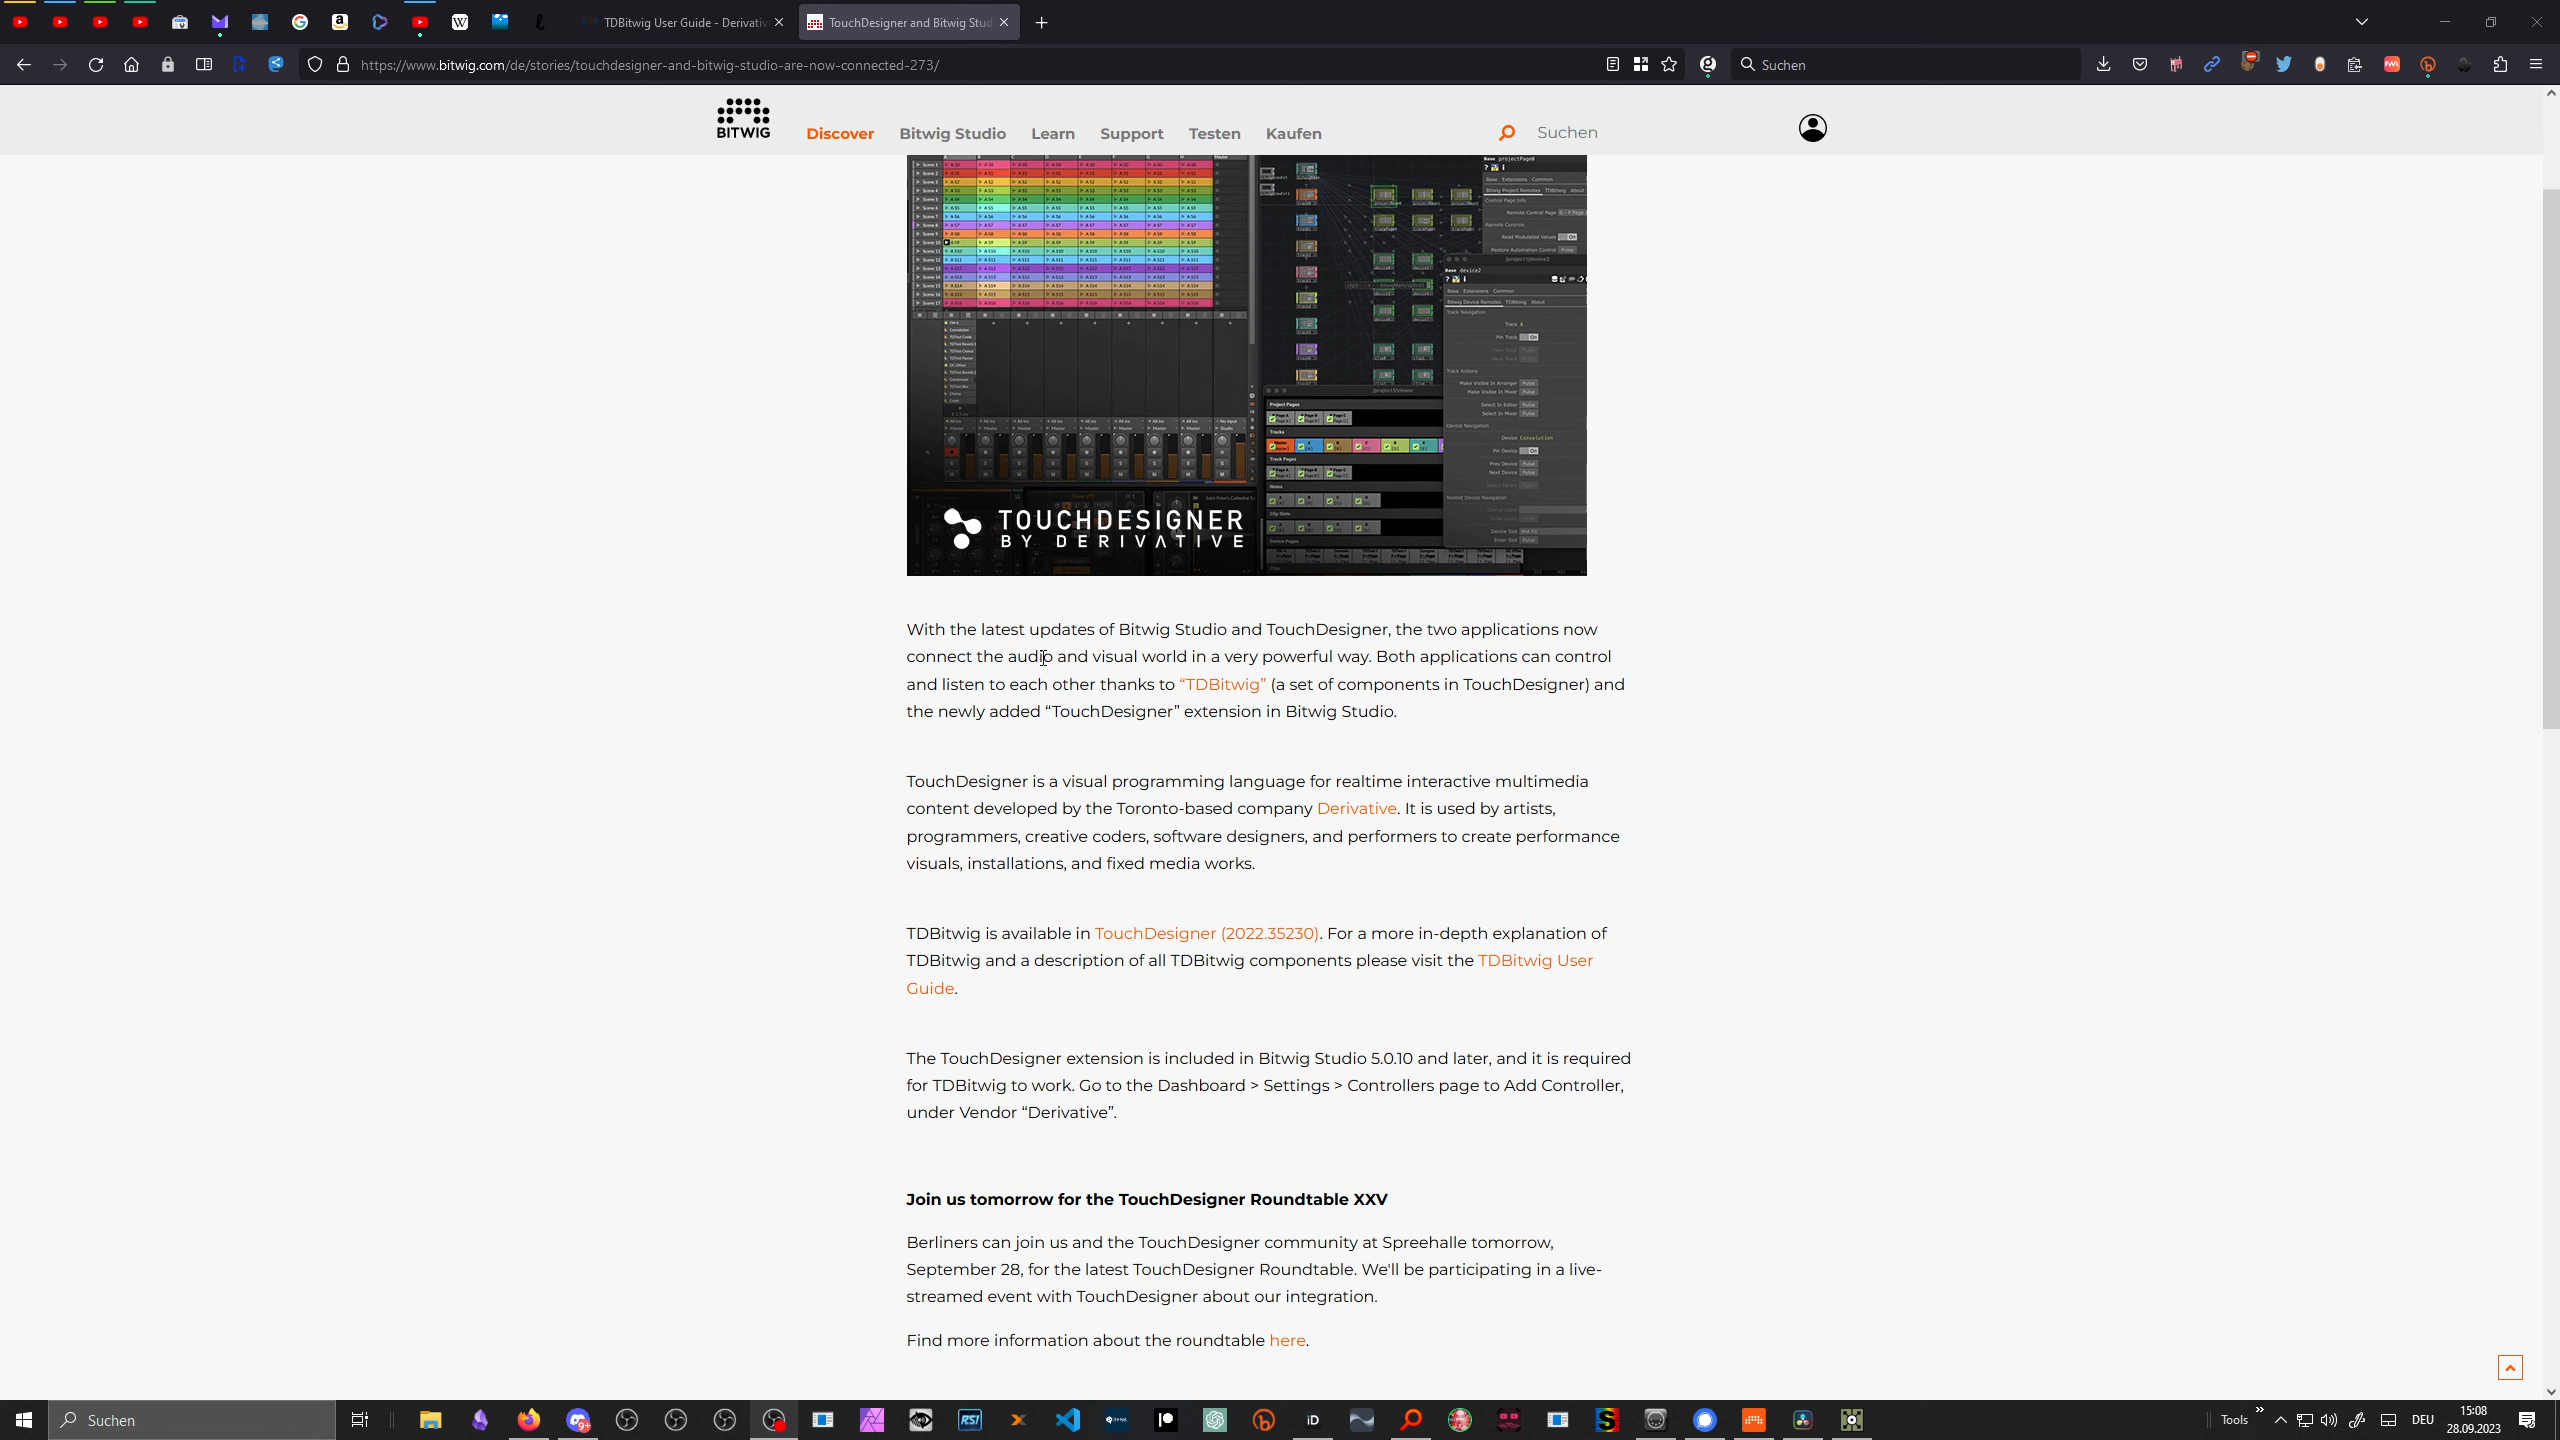 TDBitwig User Guide - Derivativ
TouchDesigner and Bitwig Stud
https://www.bitwig.com/de/stories/touchdesigner-and-bitwig-studio-are-now-connected-273/
Suchen
BITWIG
Discover
Bitwig Studio
Learn
Support
Testen
Kaufen
Suchen
TOUCHDESIGNER
BY DERIVATIVE
With the latest updates of Bitwig Studio and TouchDesigner, the two applications now
connect the audio and visual world in a very powerful way. Both applications can control
and listen to each other thanks to “TDBitwig” (a set of components in TouchDesigner) and
the newly added “TouchDesigner” extension in Bitwig Studio.
TouchDesigner is a visual programming language for realtime interactive multimedia
content developed by the Toronto-based company Derivative. It is used by artists,
programmers, creative coders, software designers, and performers to create performance
visuals, installations, and fixed media works.
TDBitwig is available in TouchDesigner (2022.35230). For a more in-depth explanation of
TDBitwig and a description of all TDBitwig components please visit the TDBitwig User
Guide.
The TouchDesigner extension is included in Bitwig Studio 5.0.10 and later, and it is required
for TDBitwig to work. Go to the Dashboard > Settings > Controllers page to Add Controller,
under Vendor “Derivative”.
Join us tomorrow for the TouchDesigner Roundtable XXV
Berliners can join us and the TouchDesigner community at Spreehalle tomorrow,
September 28, for the latest TouchDesigner Roundtable. We'll be participating in a live-
streamed event with TouchDesigner about our integration.
Find more information about the roundtable here.
Suchen
Tools
DEU
15:08
28.09.2023